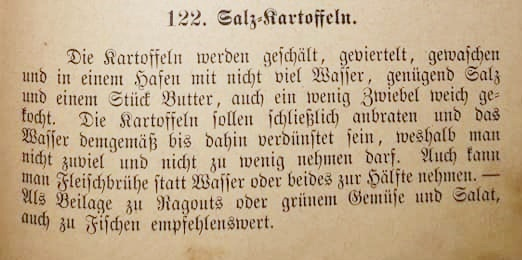 122. Salz-Kartoffeln.
Die Kartoffeln werden geschält, geviertelt, gewaschen
und in einem Hafen mit nicht viel Wasser, genügend Salz
und einem Stück Butter, auch ein wenig Zwiebel weich ge-
kocht. Die Kartoffeln sollen schließlich anbraten und das
Wasser demgemäß bis dahin verdünstet sein, weshalb man
nicht zuviel und nicht zu wenig nehmen darf. Auch kann
man Fleischbrühe statt Wasser oder beides zur Hälfte nehmen. —
Als Beilage zu Ragouts oder grünem Gemüse und Salat,
auch zu Fischen empfehlenswert.